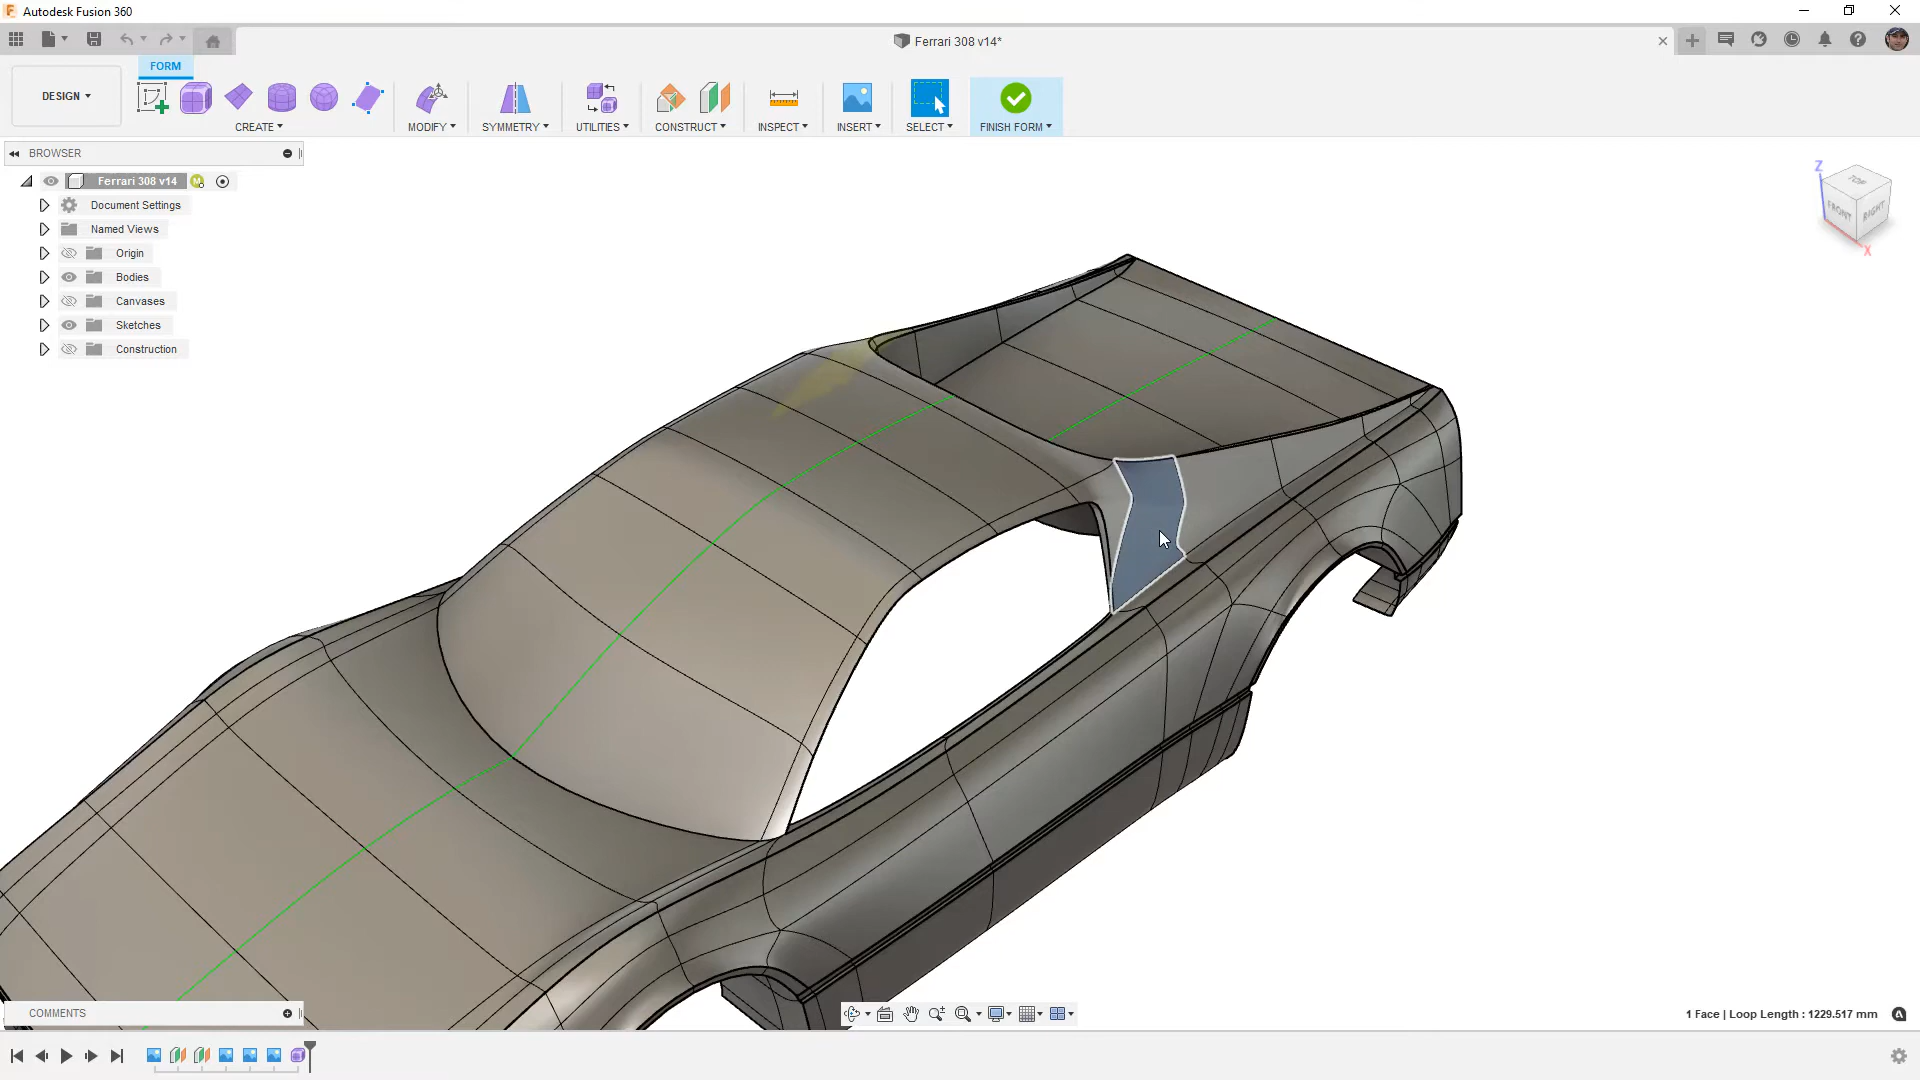 Autodesk Fusion 360
Ferrari 308 v14*
FORM
DESIGN
CREATE
MODIFY
SYMMETRY
UTILITIES
CONSTRUCT
INSPECT
INSERT
SELECT
FINISH FORM
BROWSER
Ferrari 308 v14
Document Settings
Named Views
Origin
Bodies
Canvases
Sketches
Construction
Z
TOP
FRONT
RIGHT
X
COMMENTS
1 Face | Loop Length : 1229.517 mm